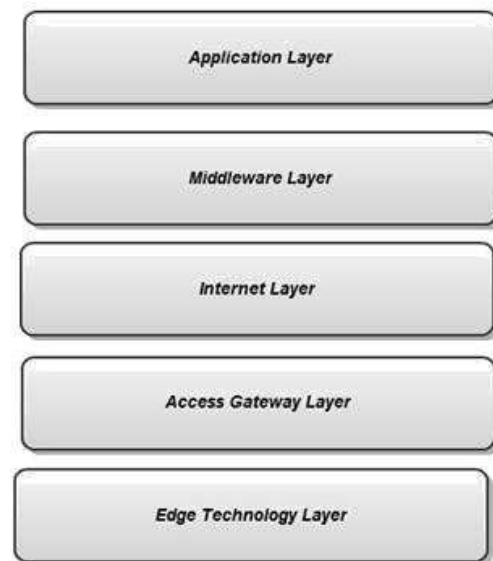 Application Layer
Middleware Layer
Internet Layer
Access Gateway Layer
Edge Technology Layer